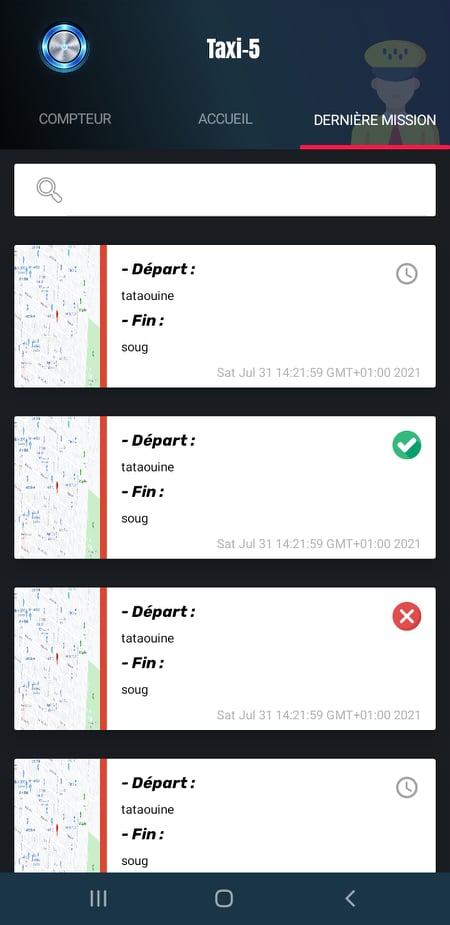 Taxi-5
COMPTEUR ACCUEIL DERNIÈRE MISSION
- Départ :
tataouine
- Fin :
soug
Sat Jul 31 14:21:59 GMT+01:00 2021
- Départ :
tataouine
- Fin :
soug
Sat Jul 31 14:21:59 GMT+01:00 2021
- Départ :
tataouine
- Fin :
soug
Sat Jul 31 14:21:59 GMT+01:00 2021
- Départ :
tataouine
- Fin :
soug